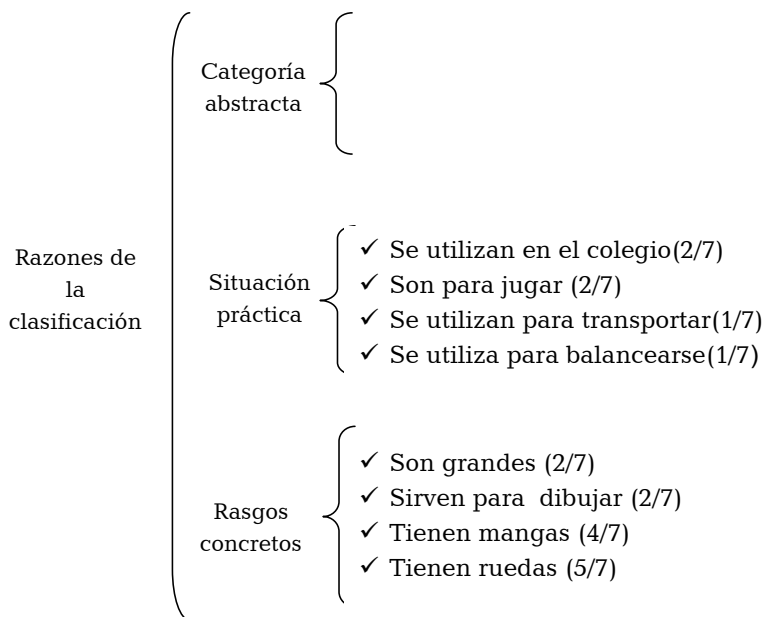 Categoría
abstracta
Razones de
la
clasificación
Situación
práctica
✓ Se utilizan en el colegio(2/7)
✓ Son para jugar (2/7)
✓ Se utilizan para transportar(1/7)
✓ Se utiliza para balancearse(1/7)
Rasgos
concretos
✓ Son grandes (2/7)
✓ Sirven para  dibujar (2/7)
✓ Tienen mangas (4/7)
✓ Tienen ruedas (5/7)